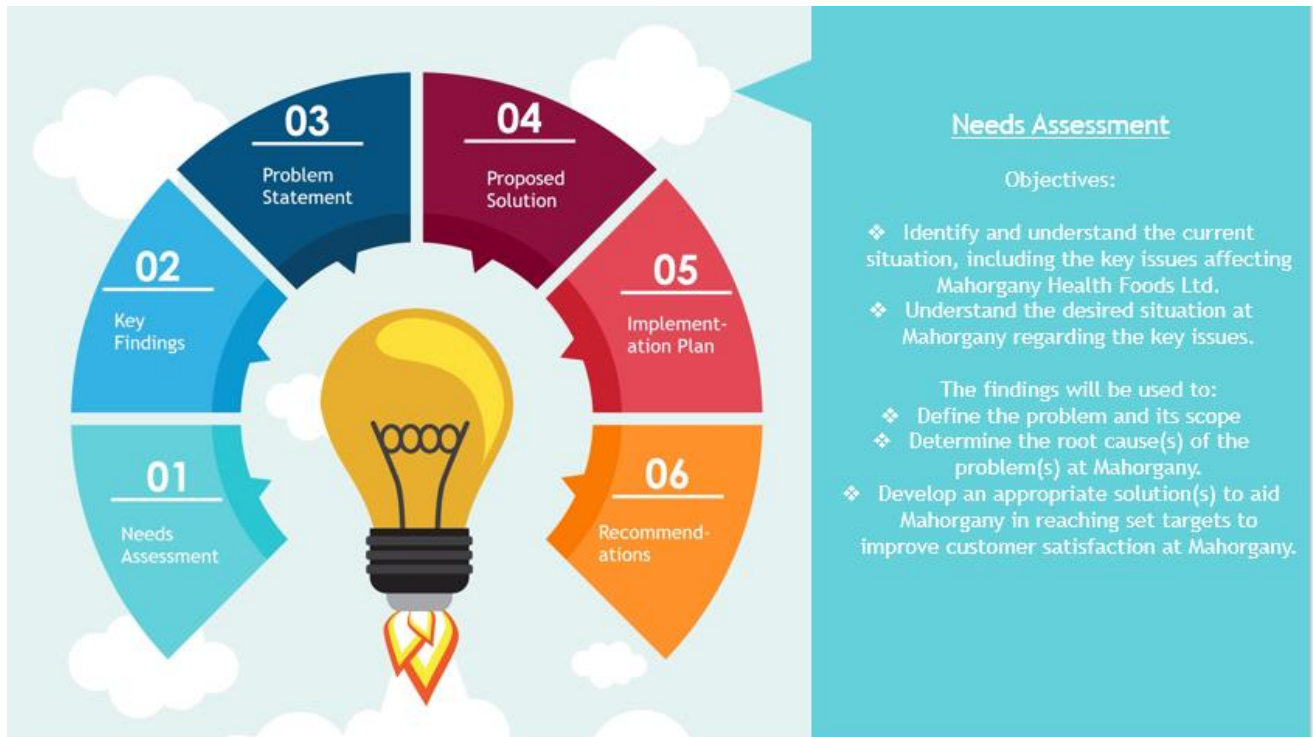 01
Needs
Assessment
02
Key
Findings
03
Problem
Statement
04
Proposed
Solution
05
Implement-
ation Plan
06
Recommend-
ations
Needs Assessment
Objectives:
❖ Identify and understand the current
situation, including the key issues affecting
Mahorgany Health Foods Ltd.
❖ Understand the desired situation at
Mahorgany regarding the key issues.
The findings will be used to:
❖ Define the problem and its scope
❖ Determine the root cause(s) of the
problem(s) at Mahorgany.
❖ Develop an appropriate solution(s) to aid
Mahorgany in reaching set targets to
improve customer satisfaction at Mahorgany.